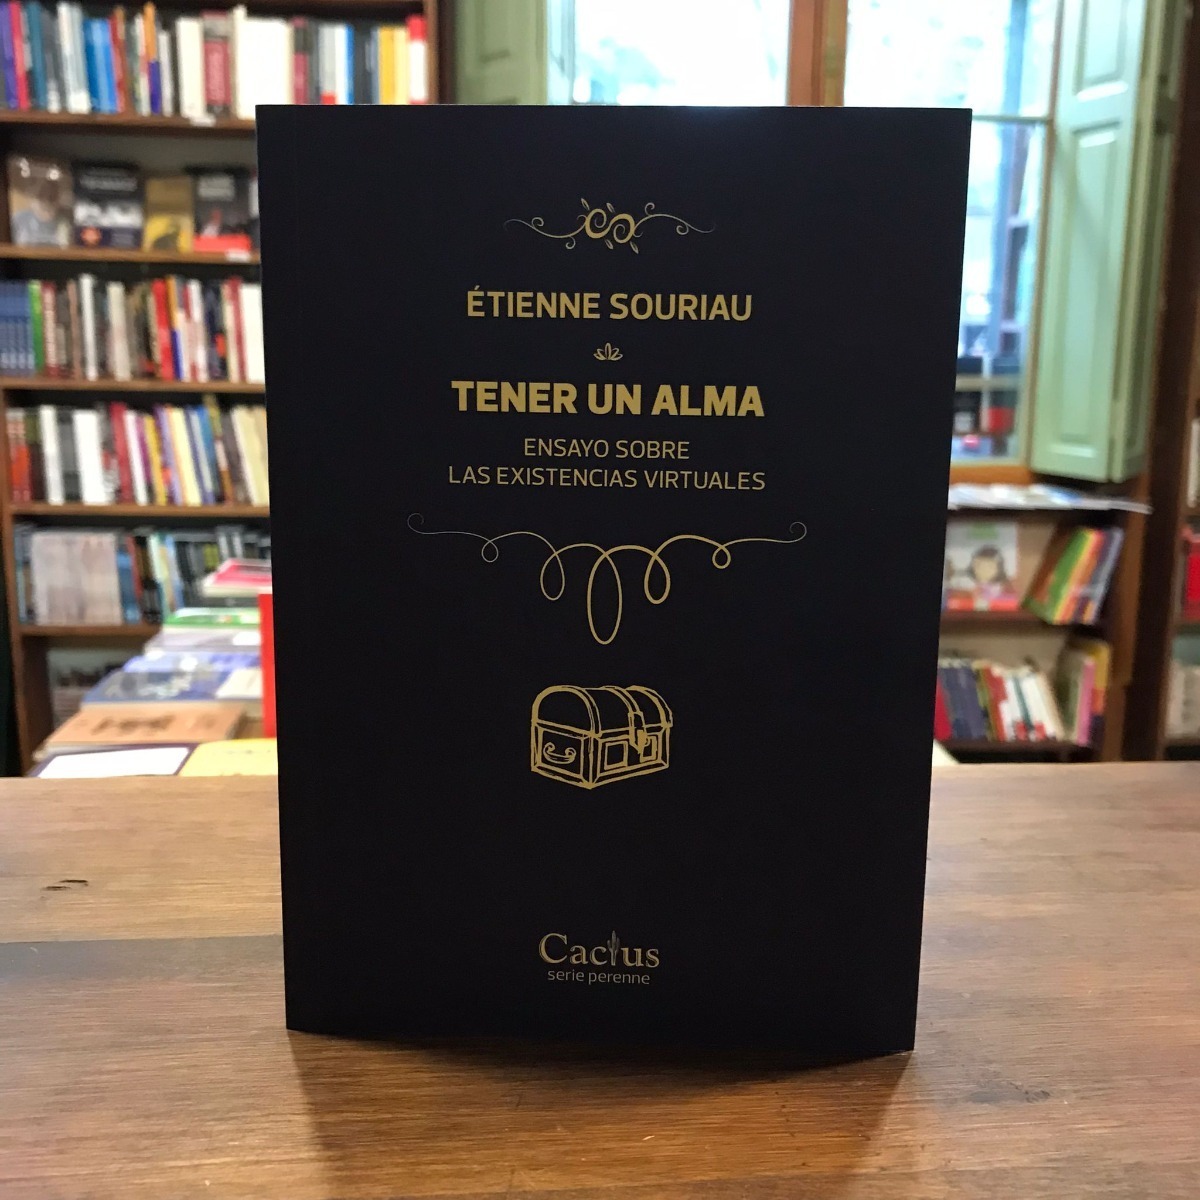 ÉTIENNE SOURIAU
TENER UN ALMA
ENSAYO SOBRE
LAS EXISTENCIAS VIRTUALES
Cactus
serie perenne